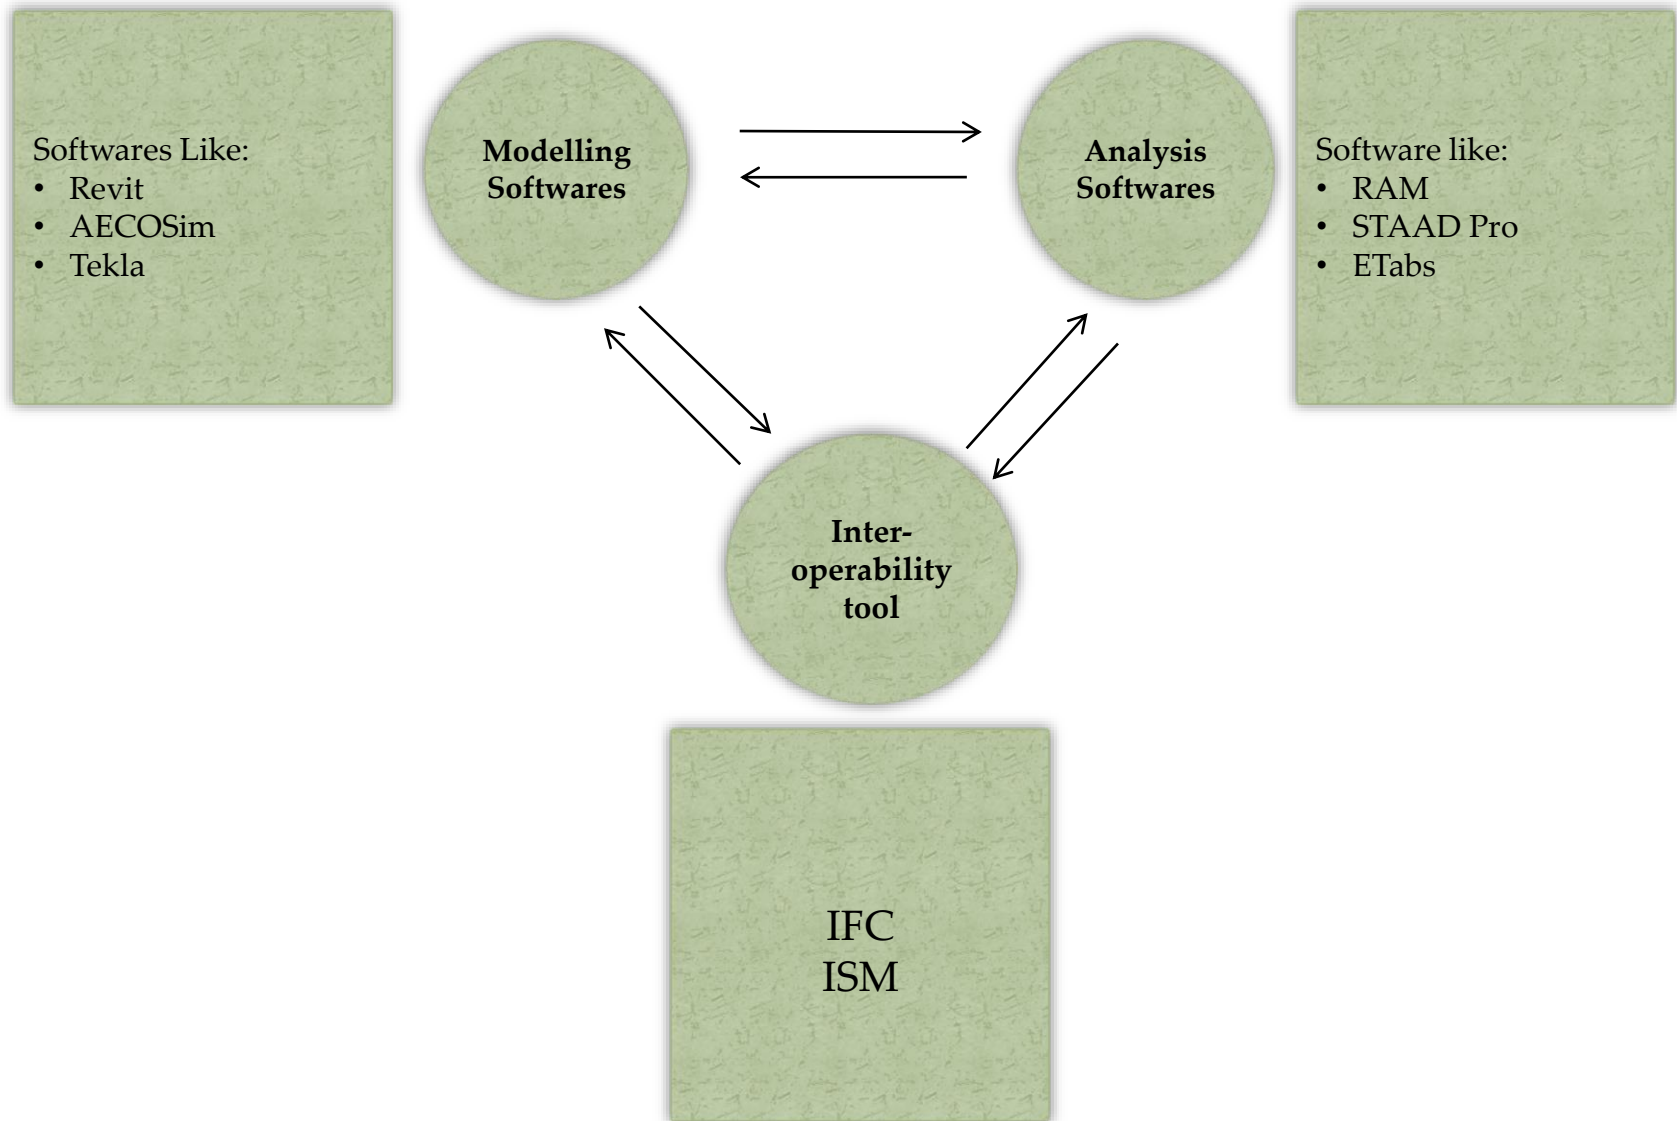 Softwares Like:
• Revit
• AECOSim
• Tekla
Modelling
Softwares
Analysis
Softwares
Software like:
• RAM
• STAAD Pro
• ETabs
Inter-
operability
tool
IFC
ISM